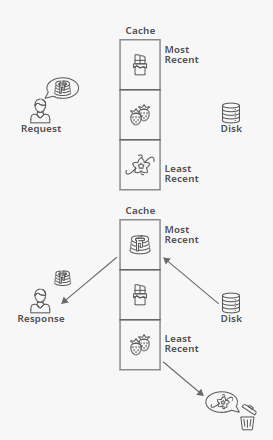 Cache
Most
Recent
Request
Disk
Least
Recent
Cache
Most
Recent
Response
Disk
Least
Recent